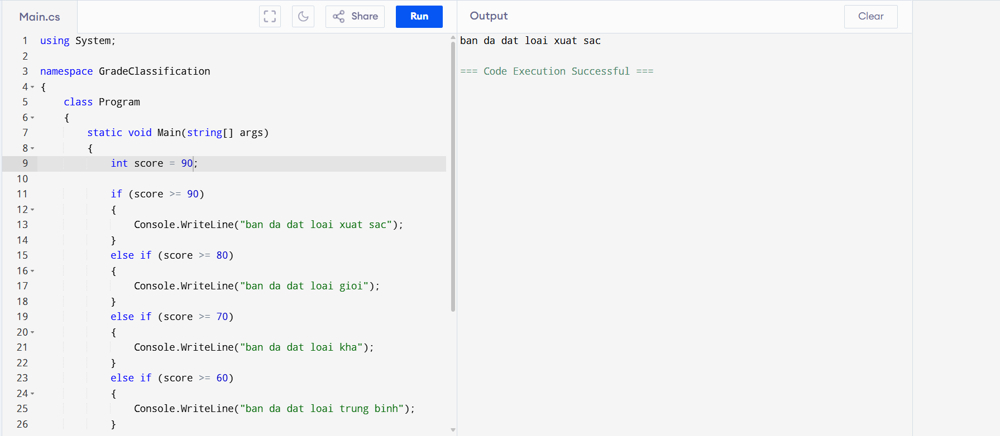 Main.cs
Share
Run
Output
Clear
1 using System;
2
3 namespace GradeClassification
4 {
5 class Program
6 {
7 static void Main(string[] args)
8 {
9 int score = 90;
10
11 if (score >= 90)
12 {
13 Console.WriteLine("ban da dat loai xuat sac");
14 }
15 else if (score >= 80)
16 {
17 Console.WriteLine("ban da dat loai gioi");
18 }
19 else if (score >= 70)
20 {
21 Console.WriteLine("ban da dat loai kha");
22 }
23 else if (score >= 60)
24 {
25 Console.WriteLine("ban da dat loai trung binh");
26 }
ban da dat loai xuat sac
=== Code Execution Successful ===